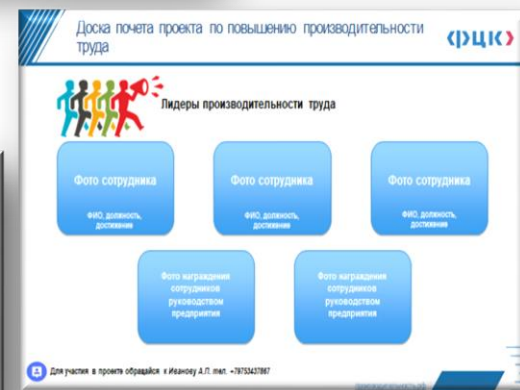 Доска почета проекта по повышению производительности
труда
ФЦК
Лидеры производительности труда
Фото сотрудника
ФИО, должность,
достижение
Фото сотрудника
ФИО, должность,
достижение
Фото сотрудника
ФИО, должность,
достижение
Фото награждения
сотрудников
руководством
предприятия
Фото награждения
сотрудников
руководством
предприятия
Для участия в проекте обращайся к Иванову А.П. тел. +79753437867
производительность.рф